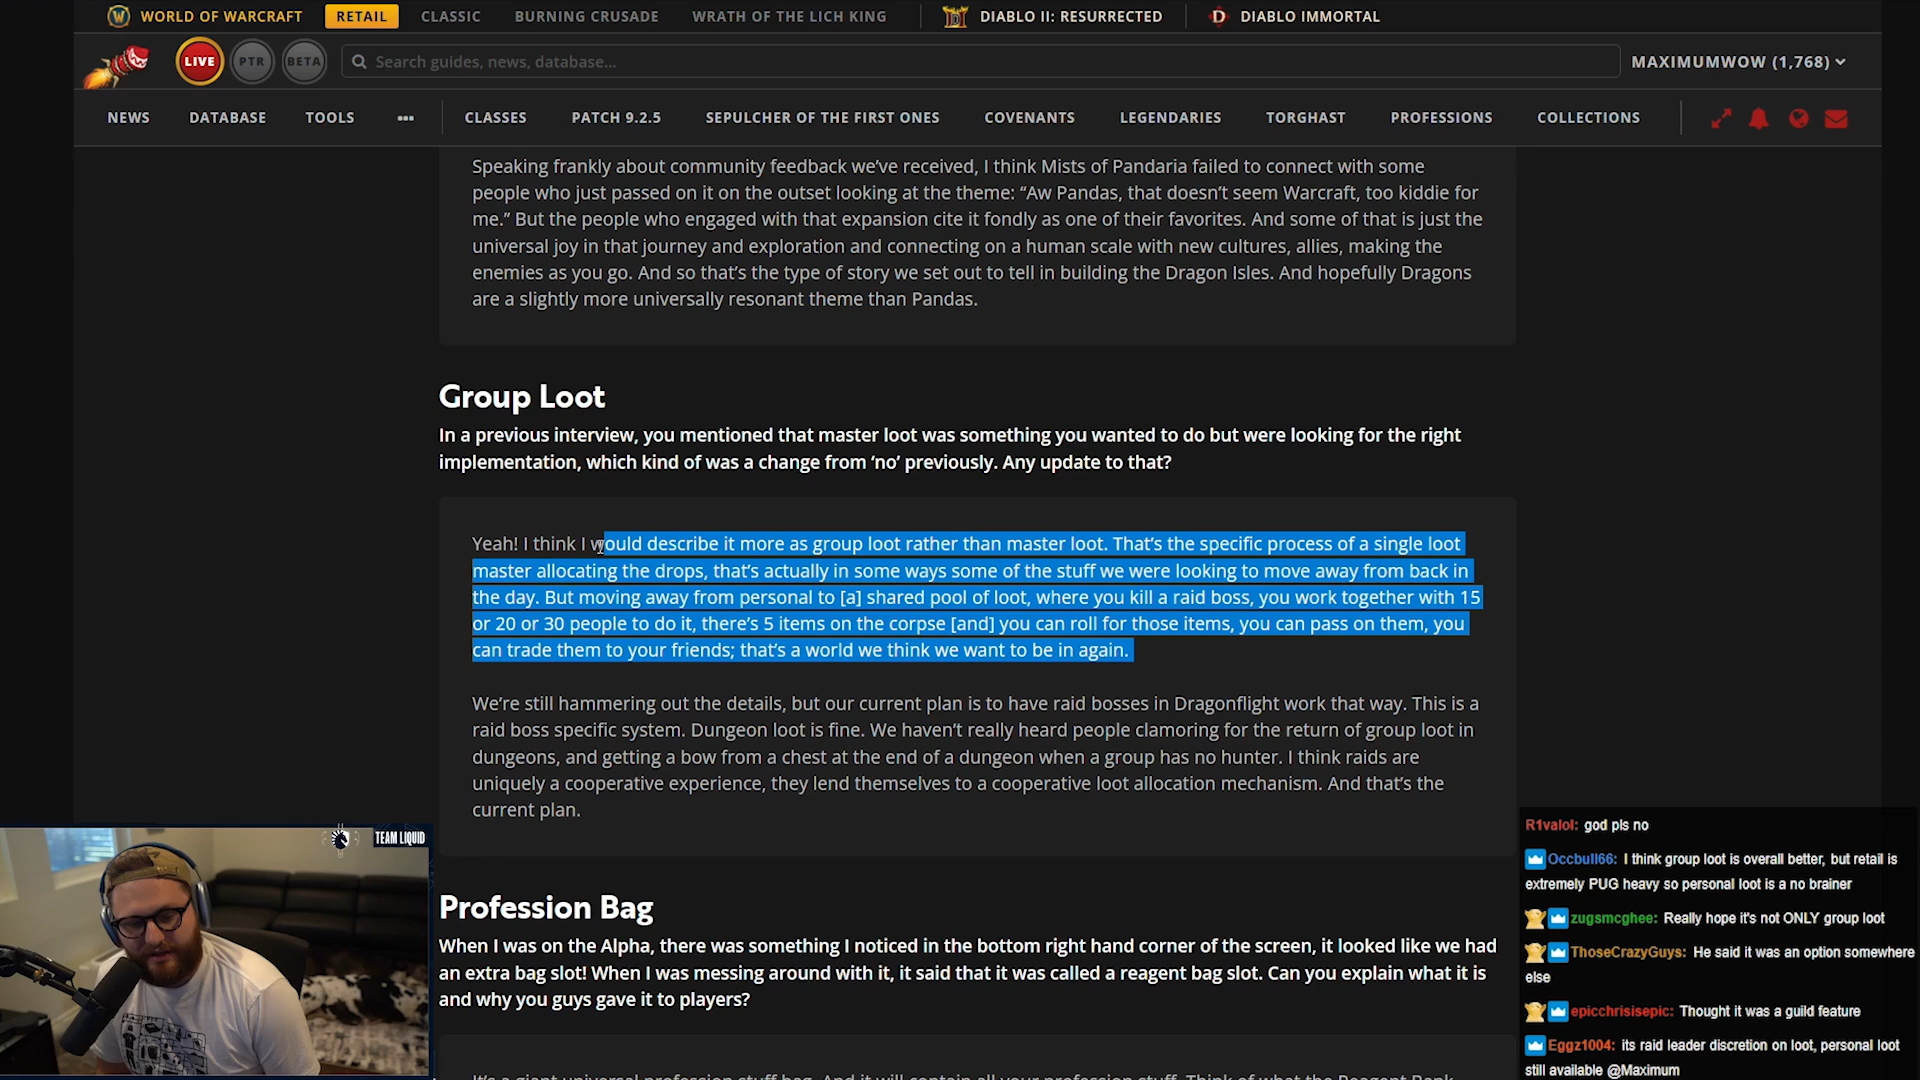 WORLD OF WARCRAFT RETAIL CLASSIC BURNING CRUSADE WRATH OF THE LICH KING DIABLO II: RESURRECTED DIABLO IMMORTAL
LIVE PTR BETA Search guides, news, database... MAXIMUMWOW (1,768)
NEWS DATABASE TOOLS ••• CLASSES PATCH 9.2.5 SEPULCHER OF THE FIRST ONES COVENANTS LEGENDARIES TORGHAST PROFESSIONS COLLECTIONS
Speaking frankly about community feedback we've received, I think Mists of Pandaria failed to connect with some
people who just passed on it on the outset looking at the theme: “Aw Pandas, that doesn't seem Warcraft, too kiddie for
me.” But the people who engaged with that expansion cite it fondly as one of their favorites. And some of that is just the
universal joy in that journey and exploration and connecting on a human scale with new cultures, allies, making the
enemies as you go. And so that's the type of story we set out to tell in building the Dragon Isles. And hopefully Dragons
are a slightly more universally resonant theme than Pandas.
Group Loot
In a previous interview, you mentioned that master loot was something you wanted to do but were looking for the right
implementation, which kind of was a change from ‘no’ previously. Any update to that?
Yeah! I think I would describe it more as group loot rather than master loot. That's the specific process of a single loot
master allocating the drops, that's actually in some ways some of the stuff we were looking to move away from back in
the day. But moving away from personal to [a] shared pool of loot, where you kill a raid boss, you work together with 15
or 20 or 30 people to do it, there's 5 items on the corpse [and] you can roll for those items, you can pass on them, you
can trade them to your friends; that's a world we think we want to be in again.
We're still hammering out the details, but our current plan is to have raid bosses in Dragonflight work that way. This is a
raid boss specific system. Dungeon loot is fine. We haven't really heard people clamoring for the return of group loot in
dungeons, and getting a bow from a chest at the end of a dungeon when a group has no hunter. I think raids are
uniquely a cooperative experience, they lend themselves to a cooperative loot allocation mechanism. And that's the
current plan.
Profession Bag
When I was on the Alpha, there was something I noticed in the bottom right hand corner of the screen, it looked like we had
an extra bag slot! When I was messing around with it, it said that it was called a reagent bag slot. Can you explain what it is
and why you guys gave it to players?
It's a giant universal profession stuff bag. And it will contain all your profession stuff. Think of what the Reagent Bank
TEAM LIQUID
R1valol: god pls no
Occbull66: I think group loot is overall better, but retail is
extremely PUG heavy so personal loot is a no brainer
zugsmcghee: Really hope it's not ONLY group loot
ThoseCrazyGuys: He said it was an option somewhere
else
epicchrisisepic: Thought it was a guild feature
Eggz1004: its raid leader discretion on loot, personal loot
still available @Maximum